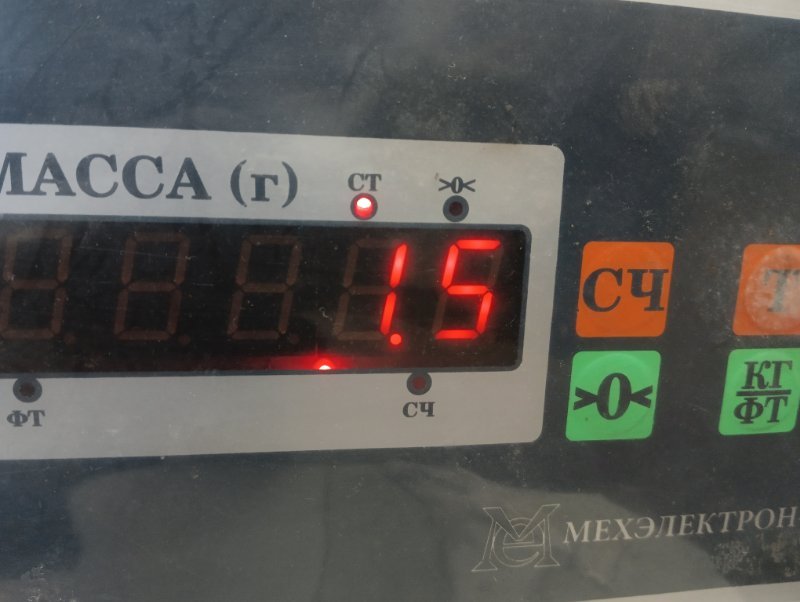 МАССА (г)
СТ
>0<
1.5
ФТ
СЧ
СЧ
Т
>0<
КГ
ФТ
МЕХЭЛЕКТРОН